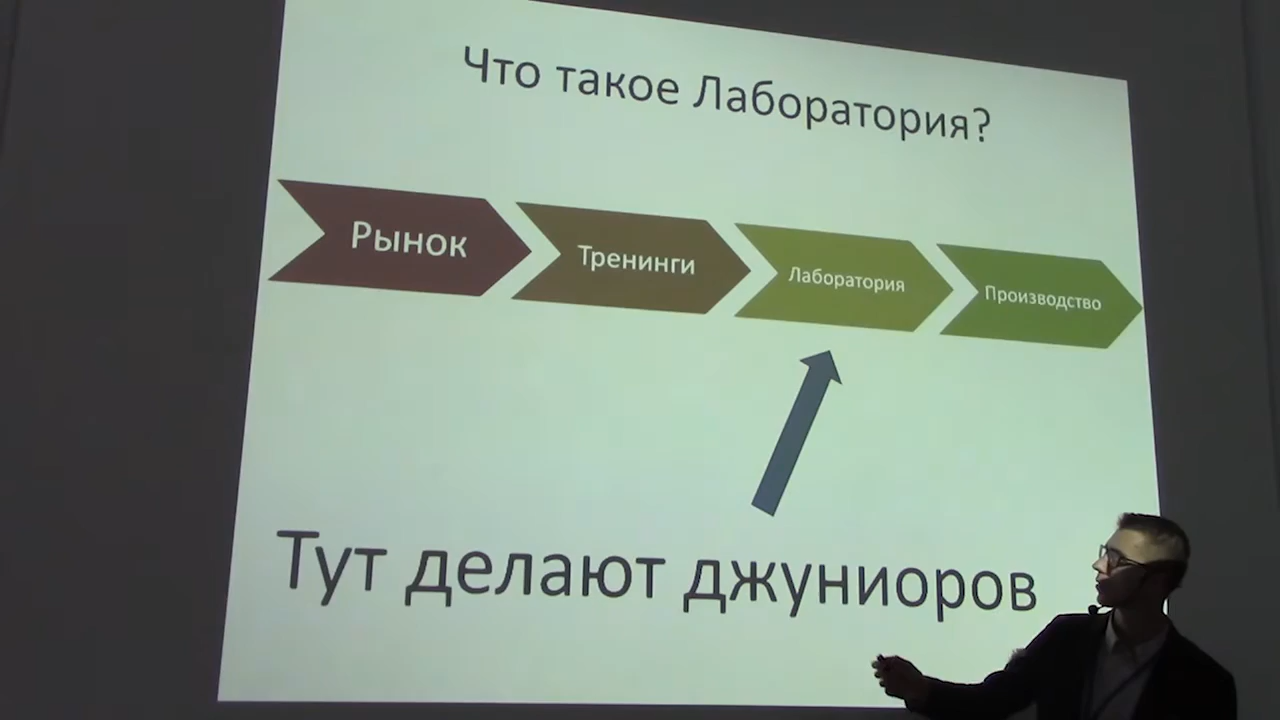 Что такое Лаборатория?
Рынок
Тренинги
Лаборатория
Производство
Тут делают джуниоров